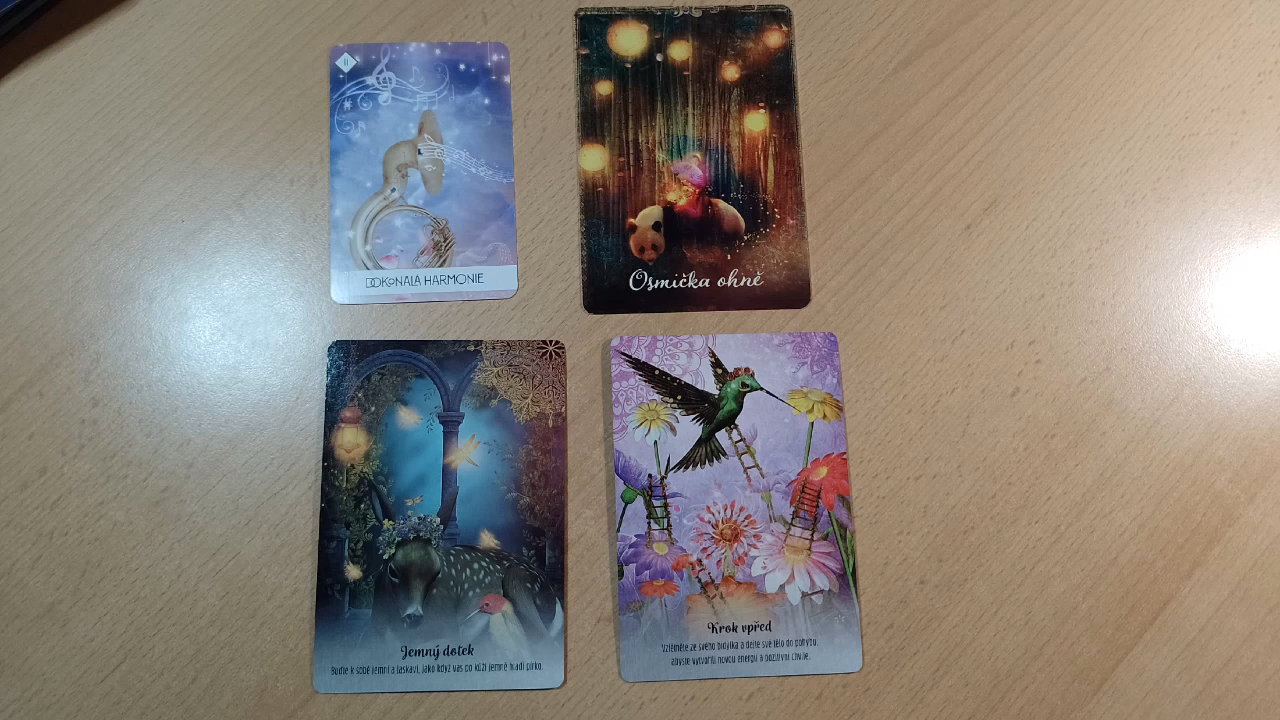 11
DOKONALÁ HARMONIE
Osmička ohně
Jemný dotek
Buďte k sobě jemní a laskaví, jako když vás po kůži jemně hladí pírko.
Krok vpřed
Vzlétněte ze svého bidýlka a dejte své tělo do pohybu,
abyste vytvořili novou energii a pozitivní chvíle.